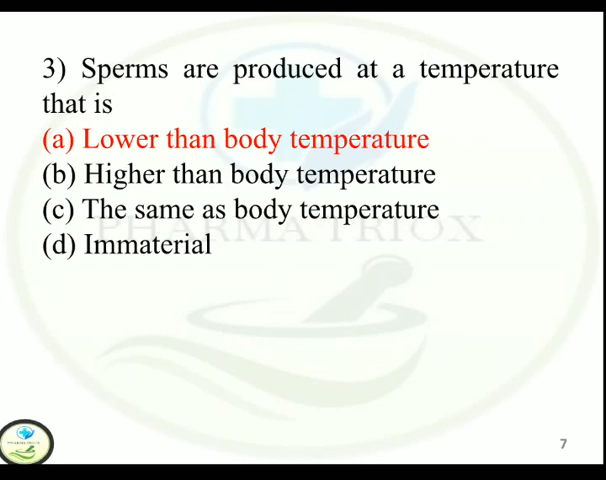 3) Sperms are produced at a temperature
that is
(a) Lower than body temperature
(b) Higher than body temperature
(c) The same as body temperature
PHARMA TRIOX
(d) Immaterial
7